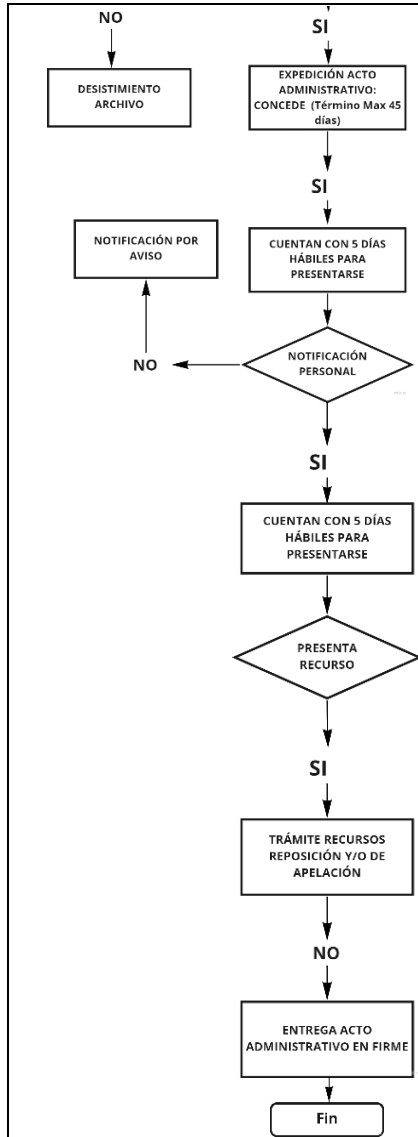 NO
SI
DESISTIMIENTO
ARCHIVO
EXPEDICIÓN ACTO
ADMINISTRATIVO:
CONCEDE (Término Max 45
días)
SI
NOTIFICACIÓN POR
AVISO
CUENTAN CON 5 DÍAS
HÁBILES PARA
PRESENTARSE
NOTIFICACIÓN
PERSONAL
NO
SI
CUENTAN CON 5 DÍAS
HÁBILES PARA
PRESENTARSE
PRESENTA
RECURSO
SI
TRÁMITE RECURSOS
REPOSICIÓN Y/O DE
APELACIÓN
NO
ENTREGA ACTO
ADMINISTRATIVO EN FIRME
Fin